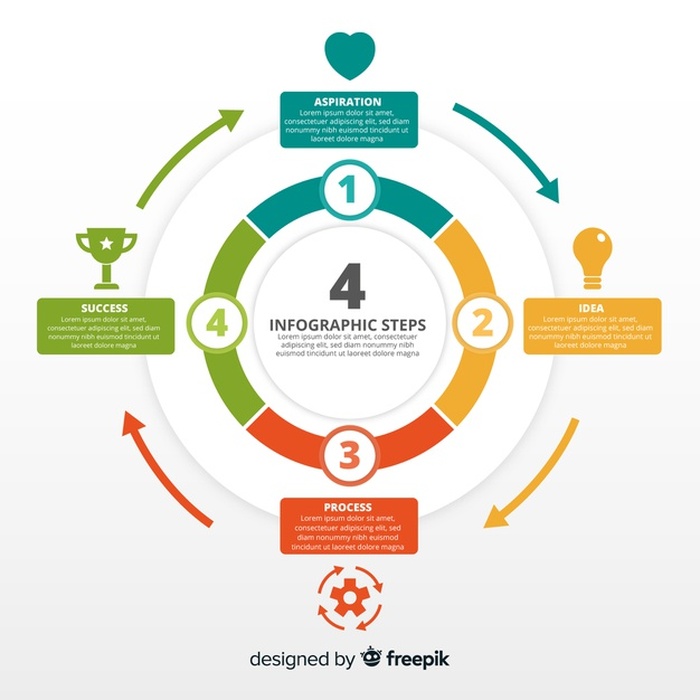 ASPIRATION
Lorem ipsum dolor sit amet,
consectetuer adipiscing elit, sed diam
nonummy nibh euismod tincidunt ut
laoreet dolore magna
1
4
INFOGRAPHIC STEPS
Lorem ipsum dolor sit amet, consectetuer
adipiscing elit, sed diam nonummy nibh
euismod tincidunt ut laoreet dolore magna
2
IDEA
Lorem ipsum dolor sit amet,
consectetuer adipiscing elit, sed diam
nonummy nibh euismod tincidunt ut
laoreet dolore magna
3
PROCESS
Lorem ipsum dolor sit amet,
consectetuer adipiscing elit, sed diam
nonummy nibh euismod tincidunt ut
laoreet dolore magna
4
SUCCESS
Lorem ipsum dolor sit amet,
consectetuer adipiscing elit, sed diam
nonummy nibh euismod tincidunt ut
laoreet dolore magna
designed by freepik